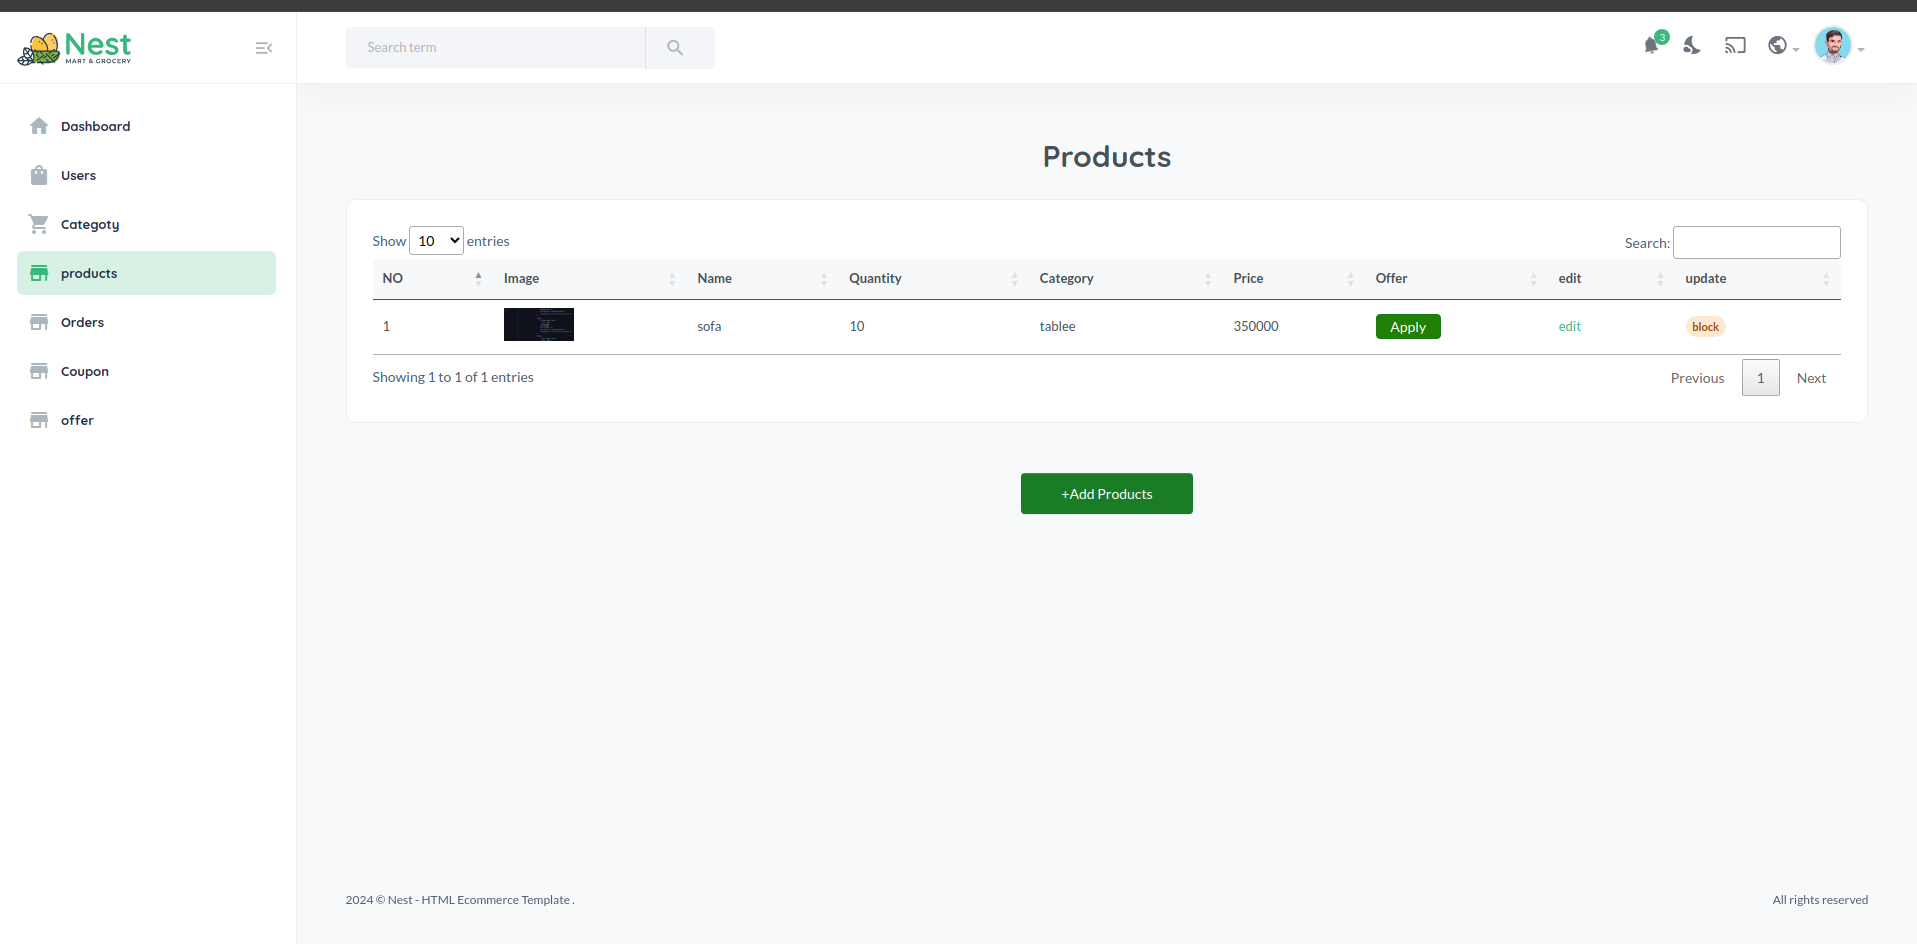 Nest
MART & GROCERY
Search term
3
Dashboard
Users
Categoty
products
Orders
Coupon
offer
Products
Show 10 entries
Search:
NO Image Name Quantity Category Price Offer edit update
1 sofa 10 tablee 350000 Apply edit block
Showing 1 to 1 of 1 entries
Previous 1 Next
+Add Products
2024 © Nest - HTML Ecommerce Template .
All rights reserved